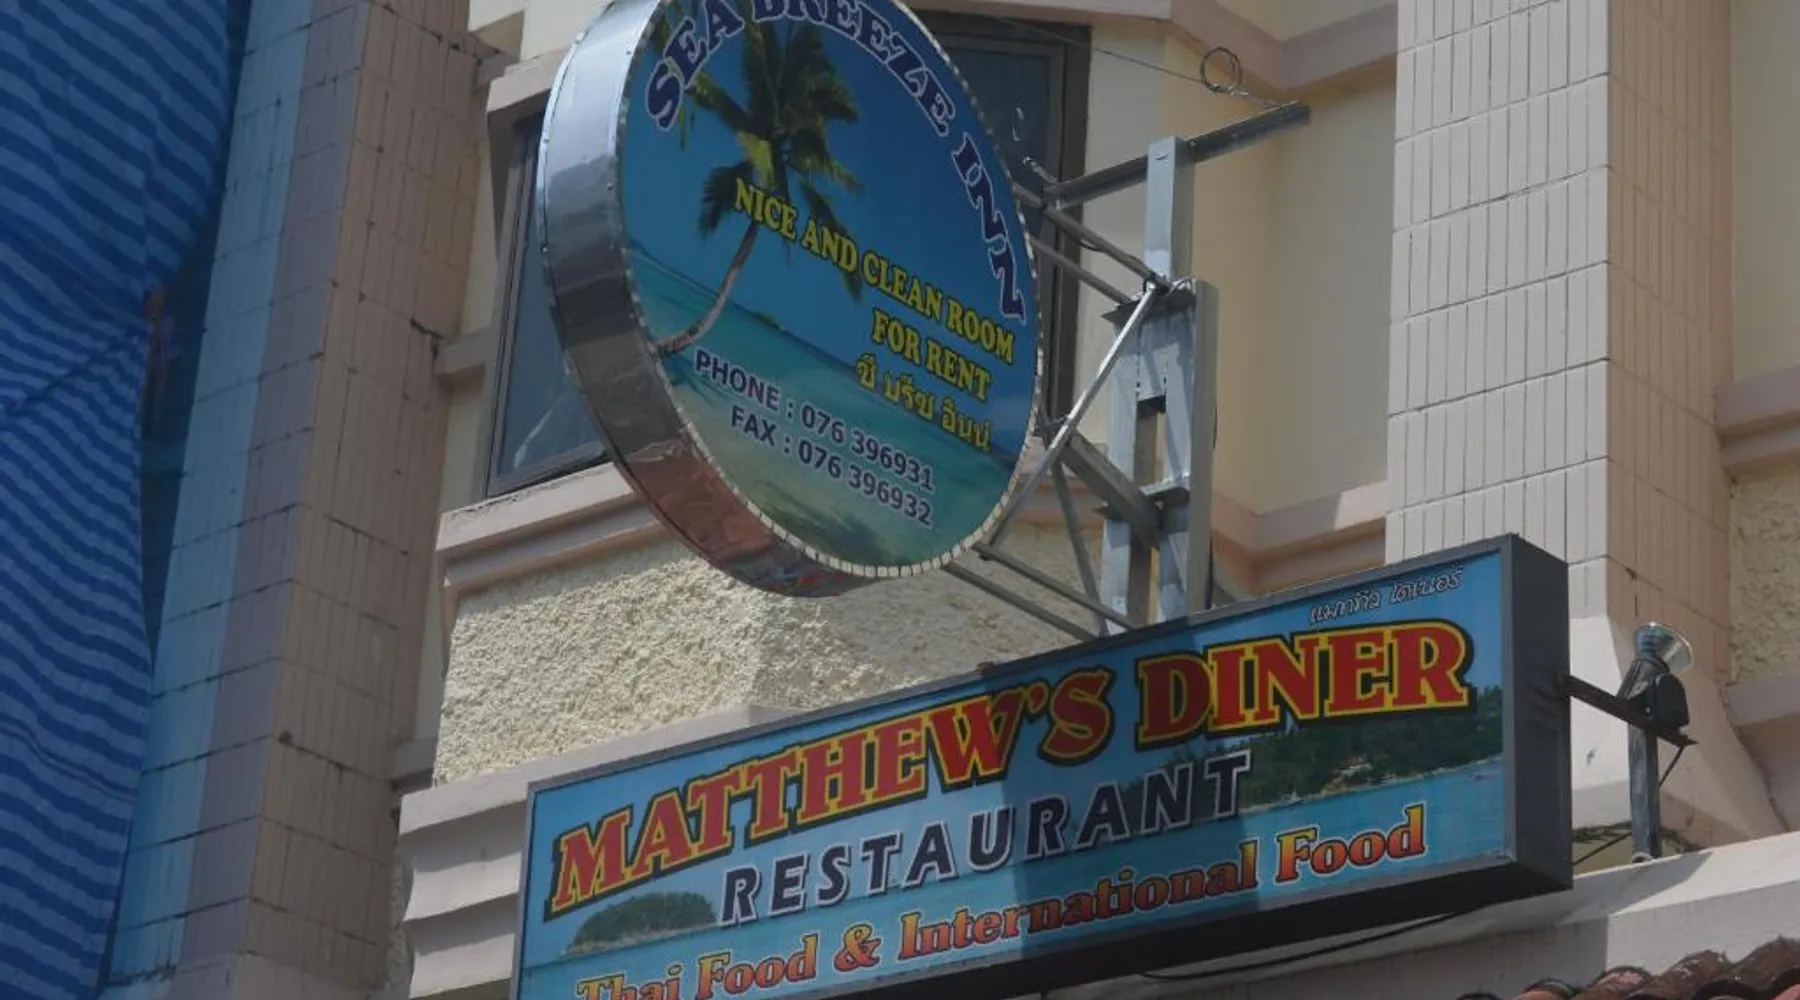 SEA BREEZE INN
NICE AND CLEAN ROOM
FOR RENT
ซี บรีซ อินน์
PHONE : 076 396931
FAX : 076 396932
แมททิว ไดเนอร์
MATTHEW'S DINER
RESTAURANT
Thai Food & International Food